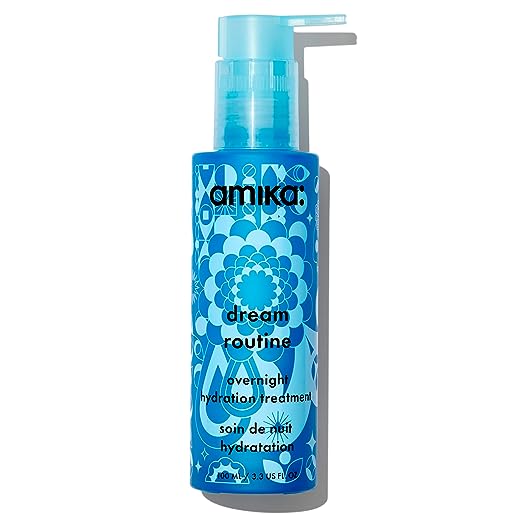 amika:
dream
routine
overnight
hydration treatment
soin de nuit
hydratation
100 ML / 3.3 US FL OZ